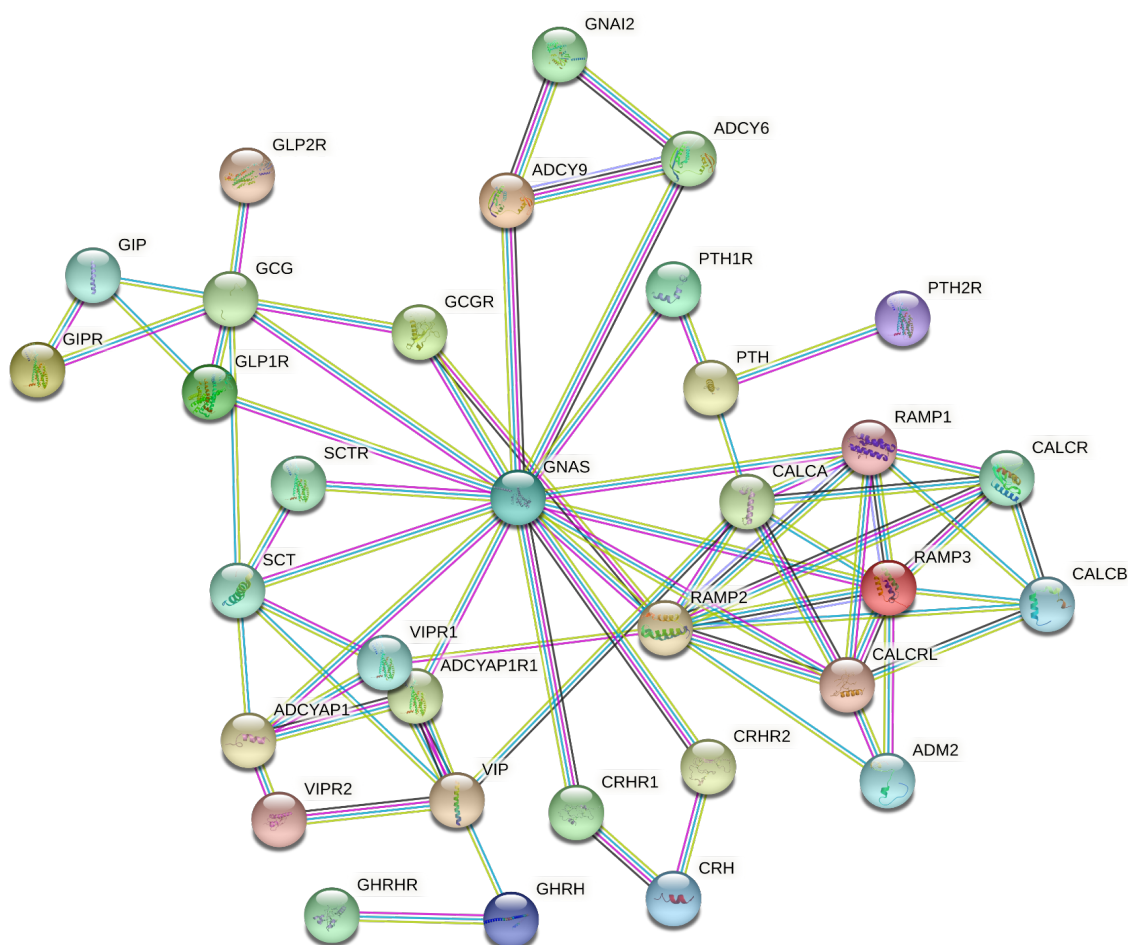 GNAI2
ADCY6
GLP2R
ADCY9
GIP
GCG
PTH1R
GCGR
PTH2R
GIPR
GLP1R
PTH
RAMP1
SCTR
GNAS
CALCA
CALCR
SCT
RAMP3
CALCB
RAMP2
VIPR1
ADCYAP1R1
CALCRL
ADCYAP1
CRHR2
ADM2
VIP
CRHR1
VIPR2
CRH
GHRHR
GHRH